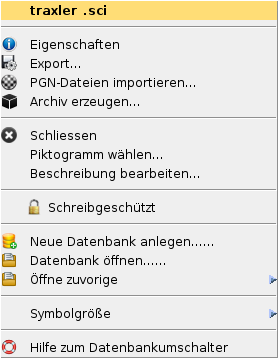 traxler .sci
Eigenschaften
Export...
PGN-Dateien importieren...
Archiv erzeugen...
Schliessen
Piktogramm wählen...
Beschreibung bearbeiten...
Schreibgeschützt
Neue Datenbank anlegen......
Datenbank öffnen......
Öffne zuvorige
Symbolgröße
Hilfe zum Datenbankumschalter